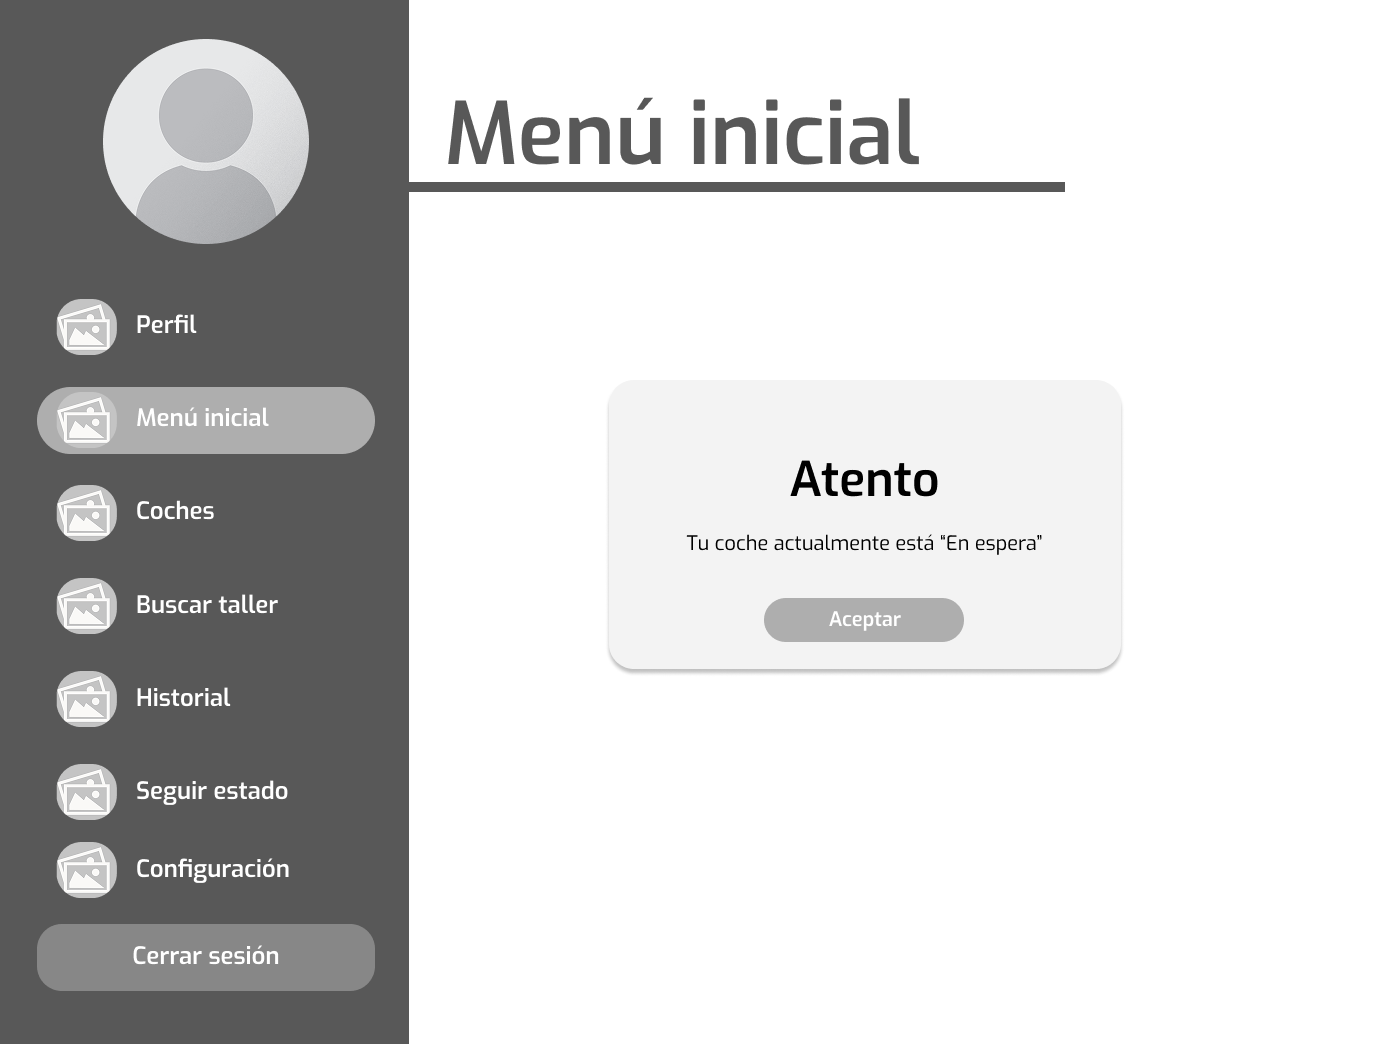 Menú inicial
Perfil
Menú inicial
Coches
Buscar taller
Historial
Seguir estado
Configuración
Cerrar sesión
Atento
Tu coche actualmente está “En espera”
Aceptar